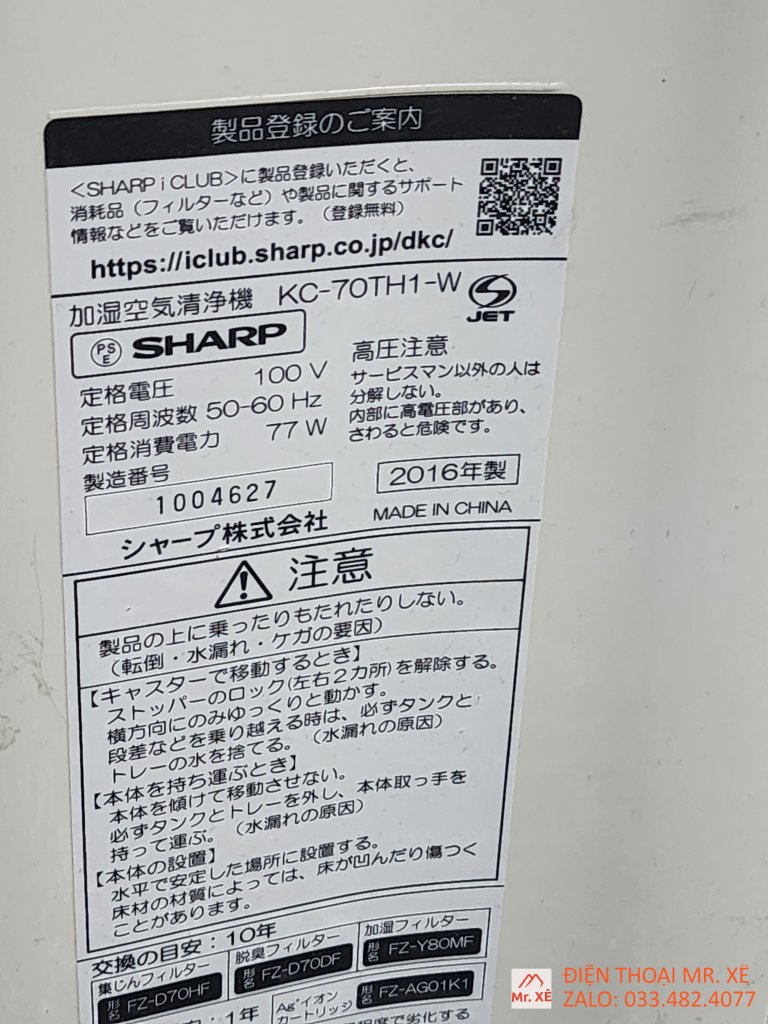 製品登録のご案内
<SHARP i CLUB>に製品登録いただくと、
消耗品（フィルターなど）や製品に関するサポート
情報などをご覧いただけます。（登録無料）
https://iclub.sharp.co.jp/dkc/
加湿空気清浄機 KC-70TH1-W
JET
PSE SHARP
定格電圧 100 V
定格周波数 50-60 Hz
定格消費電力 77 W
高圧注意
サービスマン以外の人は
分解しない。
内部に高電圧部があり、
さわると危険です。
製造番号
1004627
2016年製
シャープ株式会社
MADE IN CHINA
注意
製品の上に乗ったりもたれたりしない。
（転倒・水漏れ・ケガの要因）
【キャスターで移動するとき】
ストッパーのロック(左右2カ所)を解除する。
横方向にのみゆっくりと動かす。
段差などを乗り越える時は、必ずタンクと
トレーの水を捨てる。（水漏れの原因）
【本体を持ち運ぶとき】
本体を傾けて移動させない。
必ずタンクとトレーを外し、本体取っ手を
持って運ぶ。（水漏れの原因）
【本体の設置】
水平で安定した場所に設置する。
床材の材質によっては、床が凹んだり傷つく
ことがあります。
交換の目安：10年
集じんフィルター
形名 FZ-D70HF
脱臭フィルター
形名 FZ-D70DF
加湿フィルター
形名 FZ-Y80MF
：1年
Ag+イオン
カートリッジ
形名 FZ-AG01K1
程度で劣化する
Mr. XÊ
ĐIỆN THOẠI MR. XÊ
ZALO: 033.482.4077